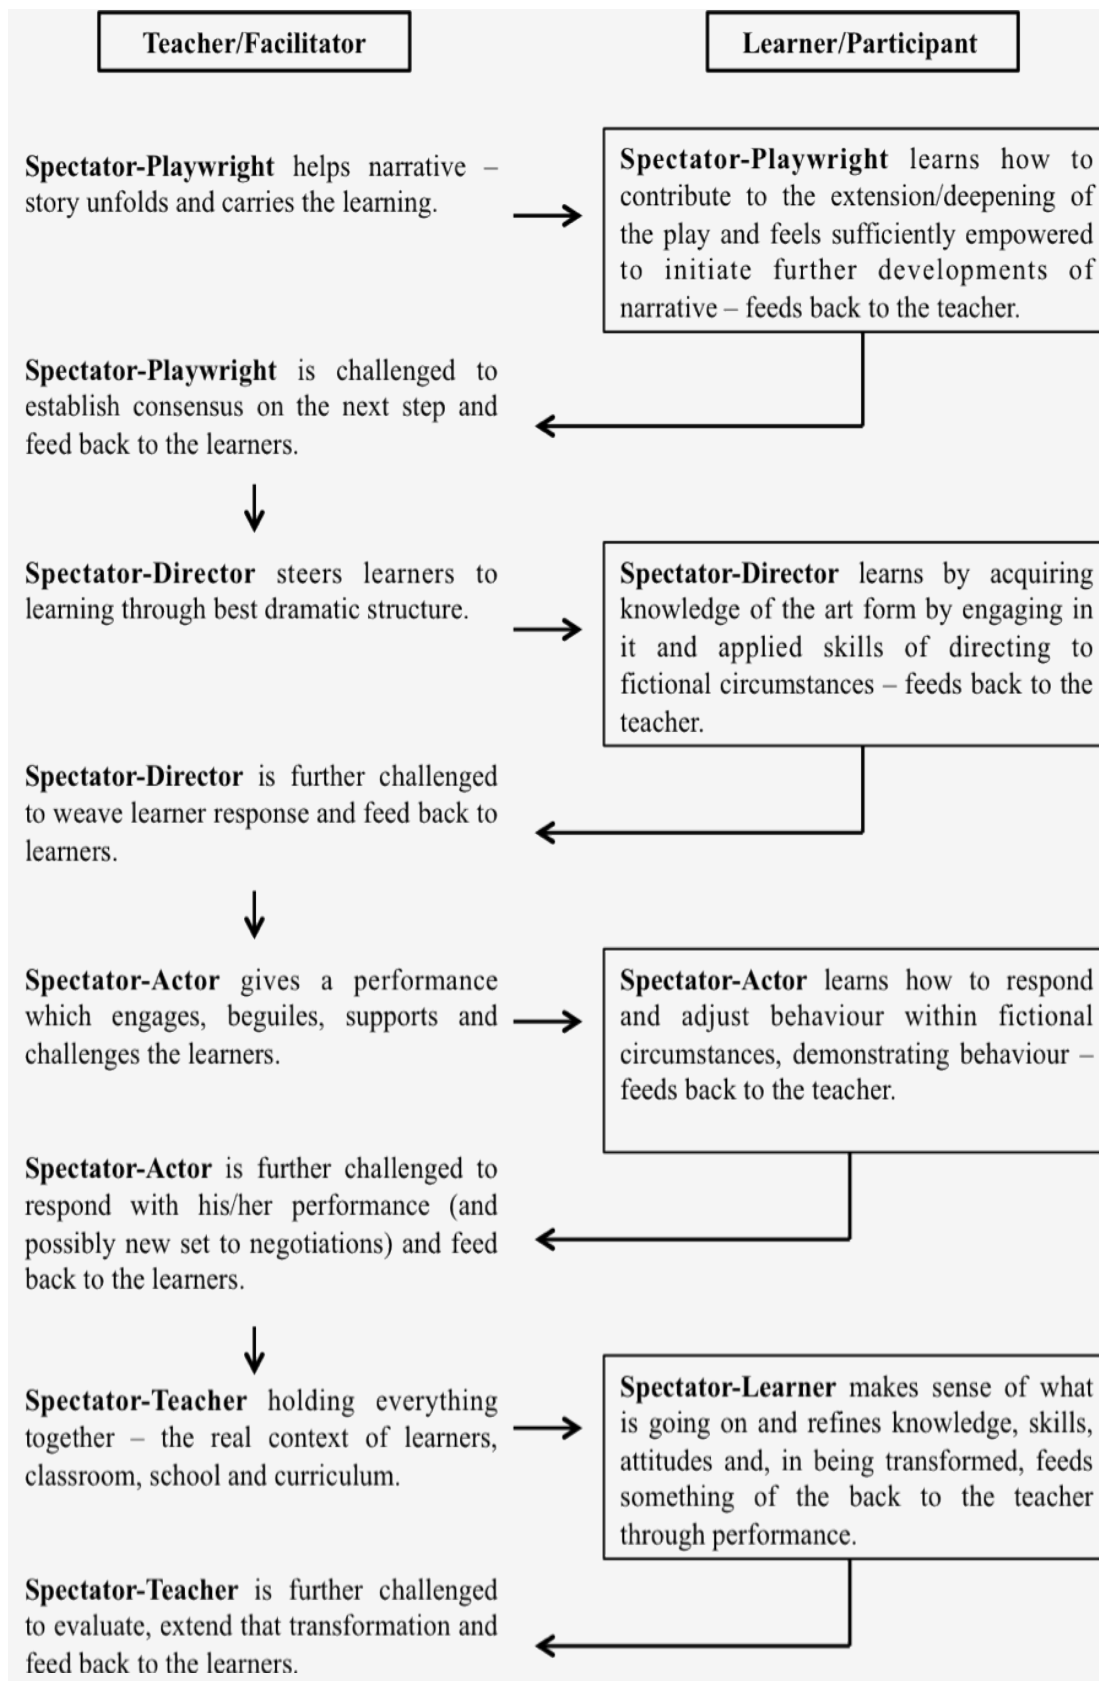 Teacher/Facilitator
Learner/Participant
Spectator-Playwright helps narrative –
story unfolds and carries the learning.
Spectator-Playwright learns how to
contribute to the extension/deepening of
the play and feels sufficiently empowered
to initiate further developments of
narrative – feeds back to the teacher.
Spectator-Playwright is challenged to
establish consensus on the next step and
feed back to the learners.
Spectator-Director steers learners to
learning through best dramatic structure.
Spectator-Director learns by acquiring
knowledge of the art form by engaging in
it and applied skills of directing to
fictional circumstances – feeds back to the
teacher.
Spectator-Director is further challenged
to weave learner response and feed back to
learners.
Spectator-Actor gives a performance
which engages, beguiles, supports and
challenges the learners.
Spectator-Actor learns how to respond
and adjust behaviour within fictional
circumstances, demonstrating behaviour –
feeds back to the teacher.
Spectator-Actor is further challenged to
respond with his/her performance (and
possibly new set to negotiations) and feed
back to the learners.
Spectator-Teacher holding everything
together – the real context of learners,
classroom, school and curriculum.
Spectator-Learner makes sense of what
is going on and refines knowledge, skills,
attitudes and, in being transformed, feeds
something of the back to the teacher
through performance.
Spectator-Teacher is further challenged
to evaluate, extend that transformation and
feed back to the learners.